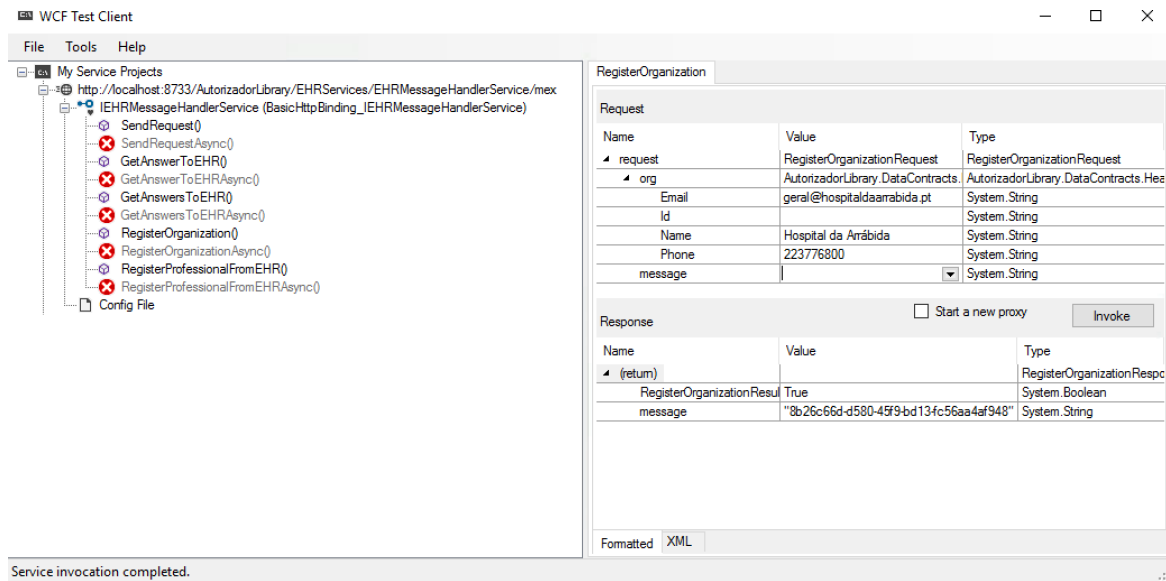 WCF Test Client
File Tools Help
My Service Projects
http://localhost:8733/AutorizadorLibrary/EHRServices/EHRMessageHandlerService/mex
IEHRMessageHandlerService (BasicHttpBinding_IEHRMessageHandlerService)
SendRequest()
SendRequestAsync()
GetAnswerToEHR()
GetAnswerToEHRAsync()
GetAnswersToEHR()
GetAnswersToEHRAsync()
RegisterOrganization()
RegisterOrganizationAsync()
RegisterProfessionalFromEHR()
RegisterProfessionalFromEHRAsync()
Config File
RegisterOrganization
Request
Name Value Type
request RegisterOrganizationRequest RegisterOrganizationRequest
org AutorizadorLibrary.DataContracts. AutorizadorLibrary.DataContracts.Hea
Email geral@hospitaldaarrabida.pt System.String
Id System.String
Name Hospital da Arrábida System.String
Phone 223776800 System.String
message System.String
Response Start a new proxy Invoke
Name Value Type
(return) RegisterOrganizationRespo
RegisterOrganizationResul True System.Boolean
message "8b26c66d-d580-45f9-bd13-fc56aa4af948" System.String
Formatted XML
Service invocation completed.